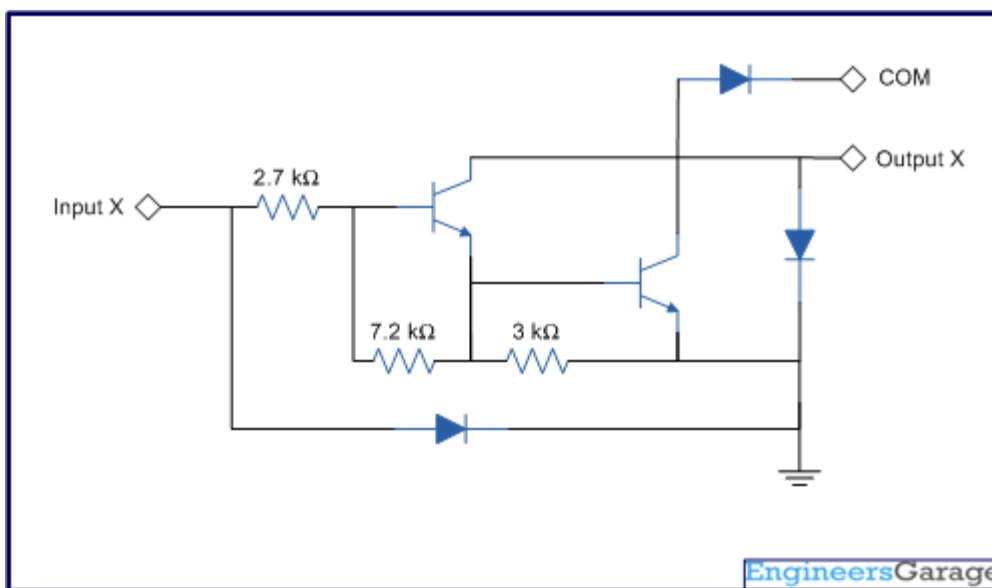 COM
Output X
2.7 kΩ
Input X
7.2 kΩ
3 kΩ
EngineersGarage